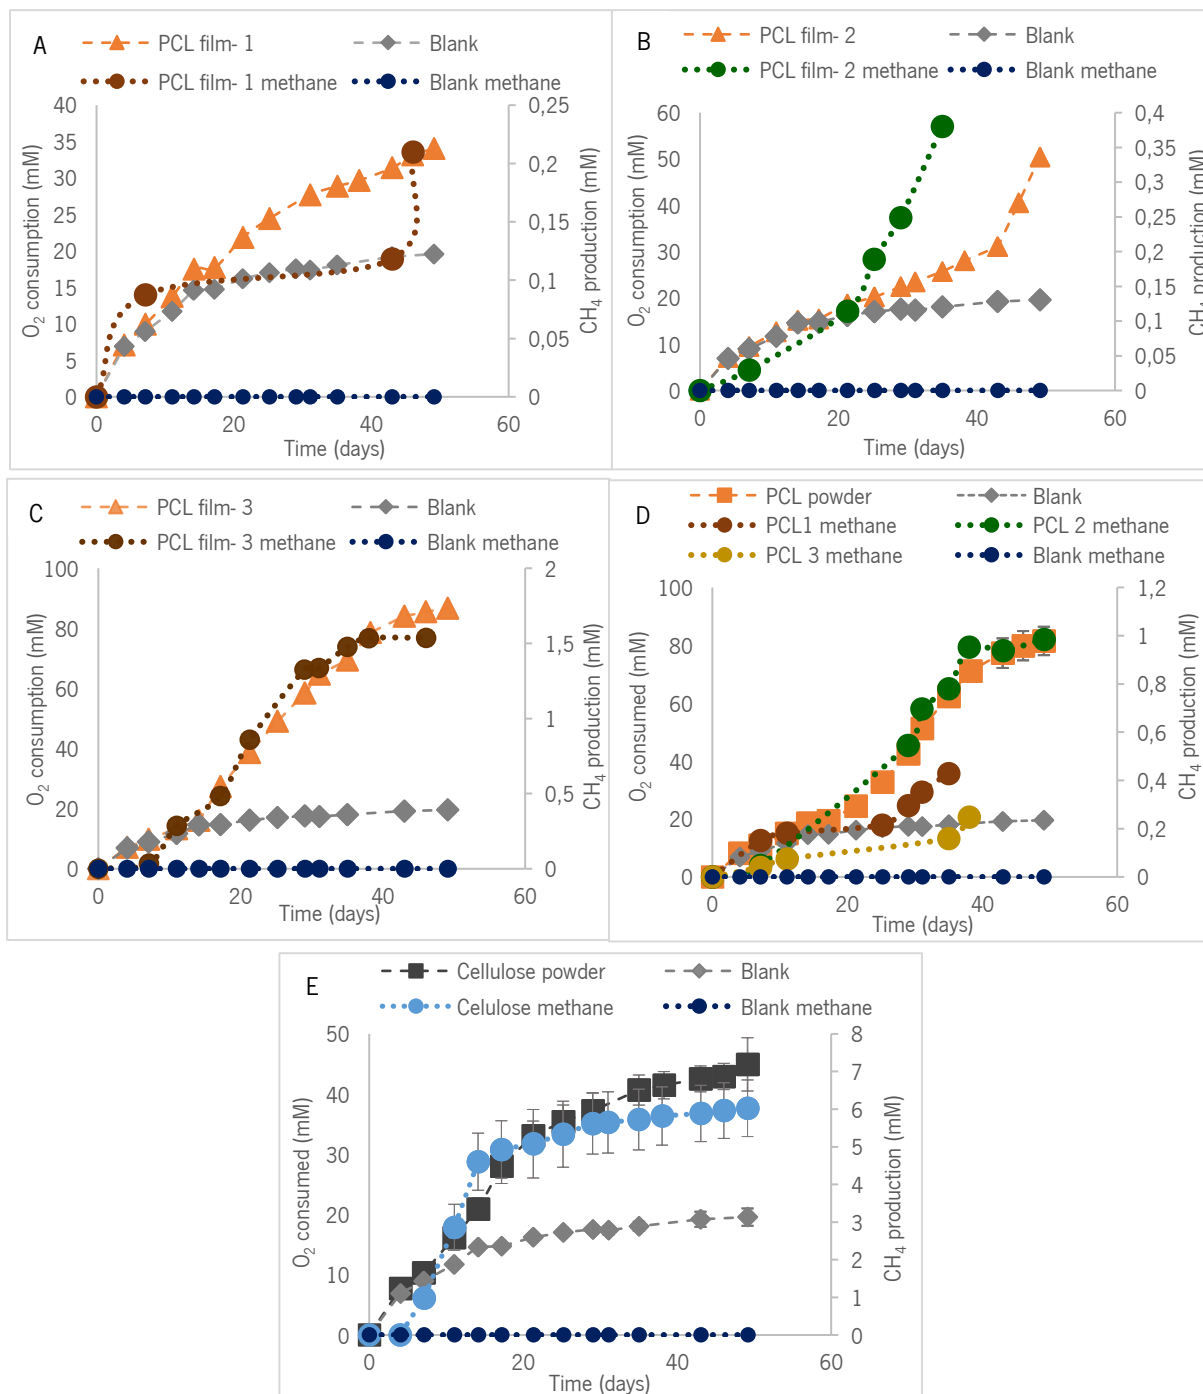 A
PCL film- 1
Blank
PCL film- 1 methane
Blank methane
O2 consumption (mM)
40
35
30
25
20
15
10
5
0
0,25
0,2
0,15
0,1
0,05
0
CH4 production (mM)
0 20 40 60
Time (days)
B
PCL film- 2
Blank
PCL film- 2 methane
Blank methane
O2 consumption (mM)
60
50
40
30
20
10
0
0,4
0,35
0,3
0,25
0,2
0,15
0,1
0,05
0
CH4 production (mM)
0 20 40 60
Time (days)
C
PCL film- 3
Blank
PCL film- 3 methane
Blank methane
O2 consumption (mM)
100
80
60
40
20
0
2
1,5
1
0,5
0
CH4 production (mM)
0 20 40 60
Time (days)
D
PCL powder
Blank
PCL1 methane
PCL 2 methane
PCL 3 methane
Blank methane
O2 consumed (mM)
100
80
60
40
20
0
1,2
1
0,8
0,6
0,4
0,2
0
CH4 production (mM)
0 20 40 60
Time (days)
E
Cellulose powder
Blank
Celulose methane
Blank methane
O2 consumed (mM)
50
40
30
20
10
0
8
7
6
5
4
3
2
1
0
CH4 production (mM)
0 20 40 60
Time (days)